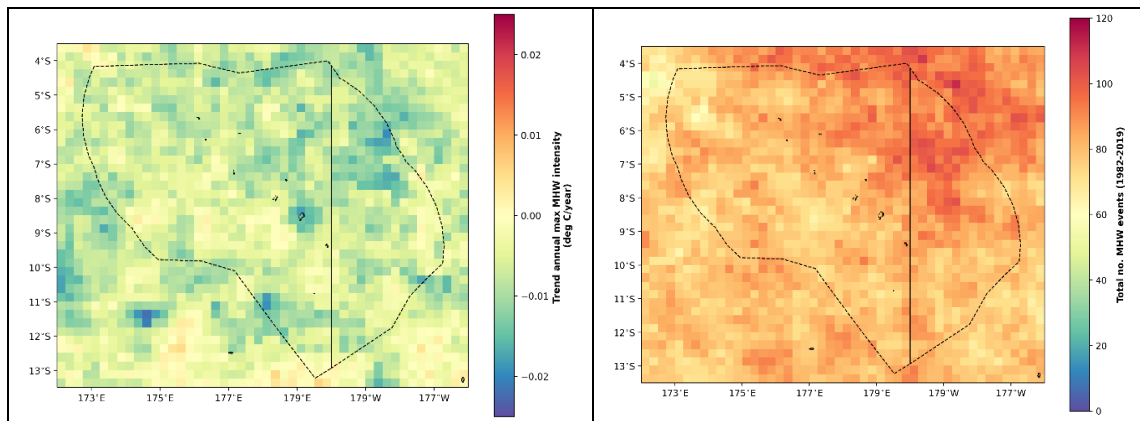 4°S
5°S
6°S
7°S
8°S
9°S
10°S
11°S
12°S
13°S
173°E
175°E
177°E
179°E
179°W
177°W
0.02
0.01
0.00
−0.01
−0.02
Trend annual max MHW intensity
(deg C/year)
4°S
5°S
6°S
7°S
8°S
9°S
10°S
11°S
12°S
13°S
173°E
175°E
177°E
179°E
179°W
177°W
120
100
80
60
40
20
0
Total no. MHW events (1982–2019)